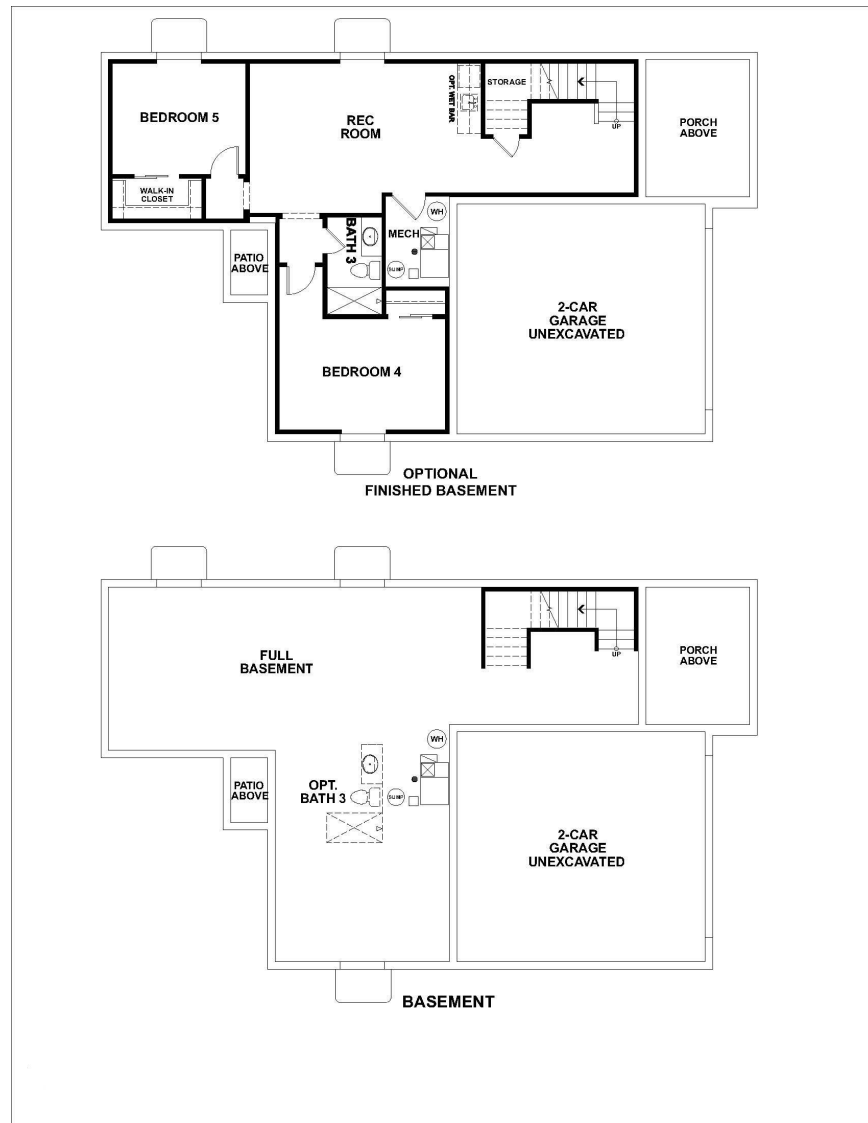 BEDROOM 5
WALK-IN
CLOSET
REC
ROOM
OPT. WET BAR
STORAGE
UP
PORCH
ABOVE
PATIO
ABOVE
BATH 3
MECH
WH
SUMP
2-CAR
GARAGE
UNEXCAVATED
BEDROOM 4
OPTIONAL
FINISHED BASEMENT
FULL
BASEMENT
UP
PORCH
ABOVE
PATIO
ABOVE
OPT.
BATH 3
WH
SUMP
2-CAR
GARAGE
UNEXCAVATED
BASEMENT